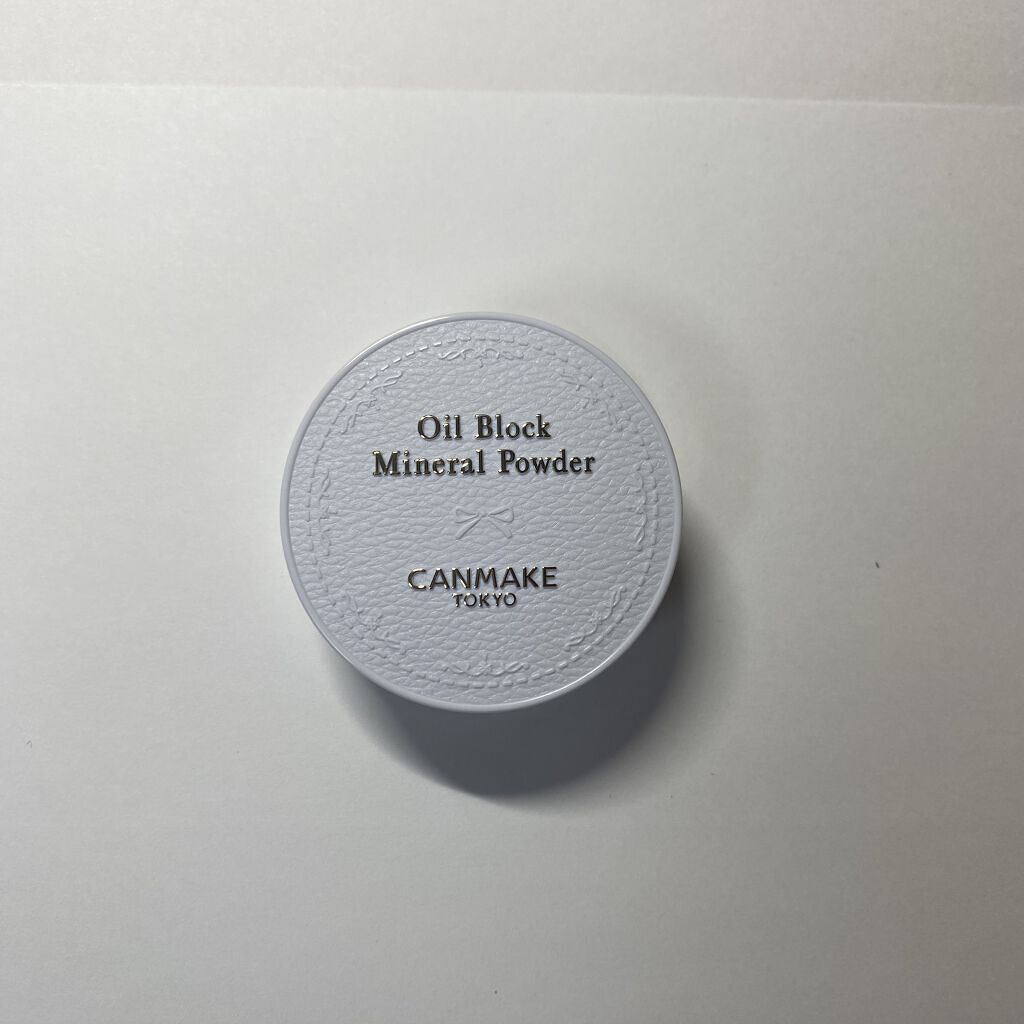 Oil Block
Mineral Powder
CANMAKE
TOKYO